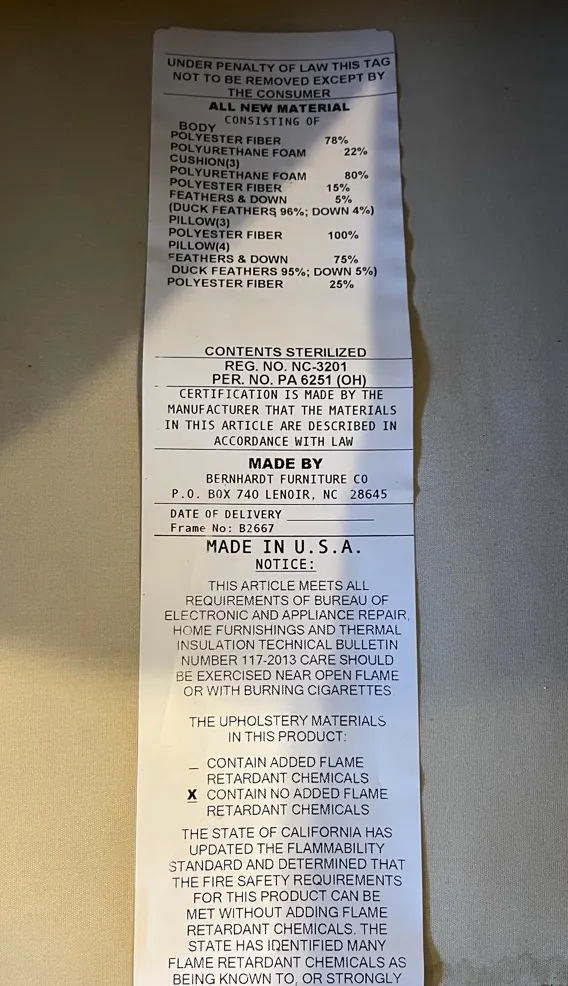 UNDER PENALTY OF LAW THIS TAG
NOT TO BE REMOVED EXCEPT BY
THE CONSUMER
ALL NEW MATERIAL
CONSISTING OF
BODY
POLYESTER FIBER 78%
POLYURETHANE FOAM 22%
CUSHION(3)
POLYURETHANE FOAM 80%
POLYESTER FIBER 15%
FEATHERS & DOWN 5%
(DUCK FEATHERS 96%; DOWN 4%)
PILLOW(3)
POLYESTER FIBER 100%
PILLOW(4)
FEATHERS & DOWN 75%
DUCK FEATHERS 95%; DOWN 5%)
POLYESTER FIBER 25%
CONTENTS STERILIZED
REG. NO. NC-3201
PER. NO. PA 6251 (OH)
CERTIFICATION IS MADE BY THE
MANUFACTURER THAT THE MATERIALS
IN THIS ARTICLE ARE DESCRIBED IN
ACCORDANCE WITH LAW
MADE BY
BERNHARDT FURNITURE CO
P.O. BOX 740 LENOIR, NC 28645
DATE OF DELIVERY
Frame No: B2667
MADE IN U.S.A.
NOTICE:
THIS ARTICLE MEETS ALL
REQUIREMENTS OF BUREAU OF
ELECTRONIC AND APPLIANCE REPAIR,
HOME FURNISHINGS AND THERMAL
INSULATION TECHNICAL BULLETIN
NUMBER 117-2013 CARE SHOULD
BE EXERCISED NEAR OPEN FLAME
OR WITH BURNING CIGARETTES
THE UPHOLSTERY MATERIALS
IN THIS PRODUCT:
_ CONTAIN ADDED FLAME
RETARDANT CHEMICALS
X CONTAIN NO ADDED FLAME
RETARDANT CHEMICALS
THE STATE OF CALIFORNIA HAS
UPDATED THE FLAMMABILITY
STANDARD AND DETERMINED THAT
THE FIRE SAFETY REQUIREMENTS
FOR THIS PRODUCT CAN BE
MET WITHOUT ADDING FLAME
RETARDANT CHEMICALS. THE
STATE HAS IDENTIFIED MANY
FLAME RETARDANT CHEMICALS AS
BEING KNOWN TO, OR STRONGLY